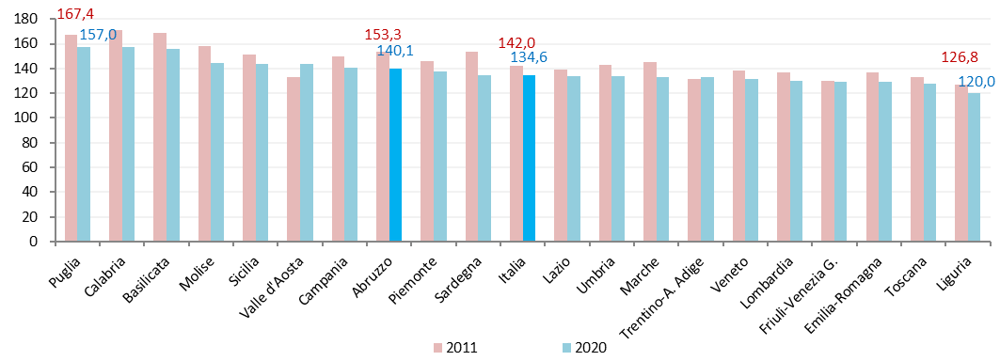 180
160
140
120
100
80
60
40
20
0
167,4
157,0
153,3
140,1
142,0
134,6
126,8
120,0
Puglia
Calabria
Basilicata
Molise
Sicilia
Valle d'Aosta
Campania
Abruzzo
Piemonte
Sardegna
Italia
Lazio
Umbria
Marche
Trentino-A. Adige
Veneto
Lombardia
Friuli-Venezia G.
Emilia-Romagna
Toscana
Liguria
2011
2020